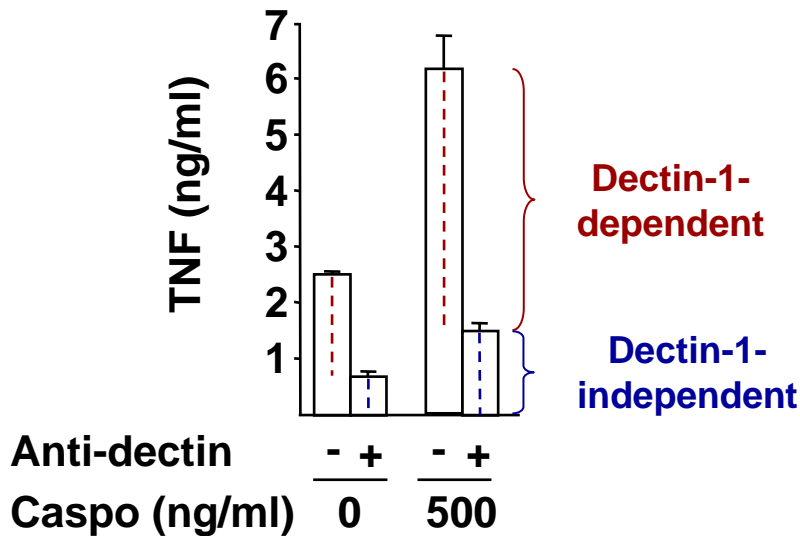 7
6
5
4
3
2
1
TNF (ng/ml)
Dectin-1-
dependent
Dectin-1-
independent
Anti-dectin - + - +
Caspo (ng/ml) 0 500